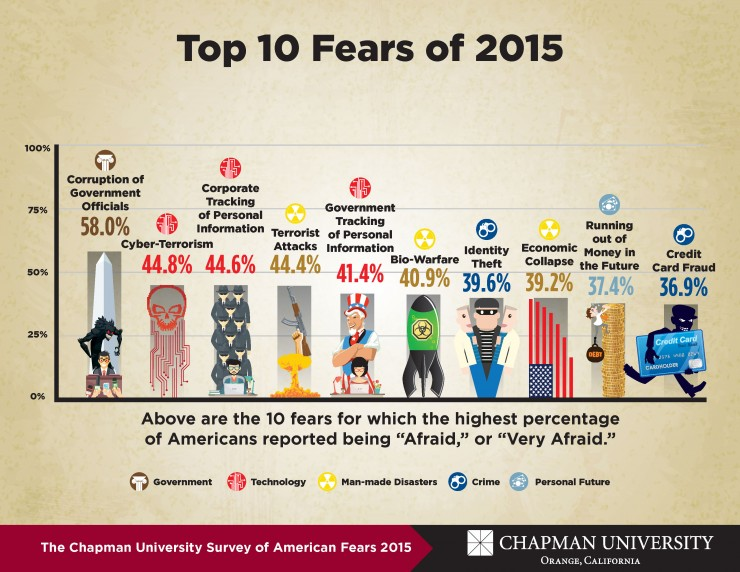 Top 10 Fears of 2015
100%
75%
50%
25%
0%
Corruption of
Government
Officials
58.0%
Cyber-Terrorism
44.8%
Corporate
Tracking
of Personal
Information
44.6%
Terrorist
Attacks
44.4%
Government
Tracking
of Personal
Information
41.4%
Bio-Warfare
40.9%
Identity
Theft
39.6%
Economic
Collapse
39.2%
Running
out of
Money in
the Future
37.4%
Credit
Card Fraud
36.9%
DEBT
Credit Card
CARDHOLDER
Above are the 10 fears for which the highest percentage
of Americans reported being “Afraid,” or “Very Afraid.”
Government
Technology
Man-made Disasters
Crime
Personal Future
The Chapman University Survey of American Fears 2015
CHAPMAN UNIVERSITY
ORANGE, CALIFORNIA